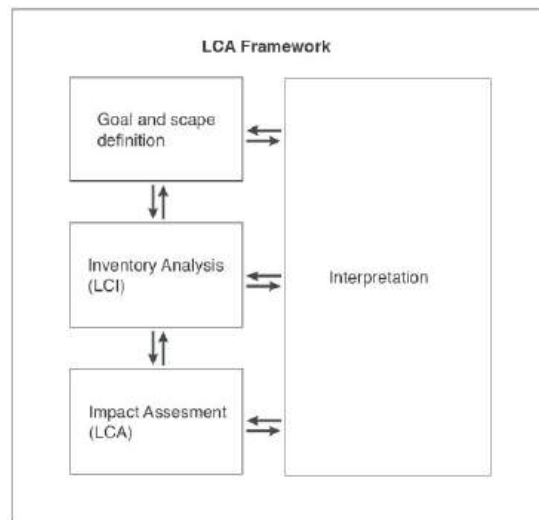 LCA Framework
Goal and scape
definition
Inventory Analysis
(LCI)
Interpretation
Impact Assesment
(LCA)